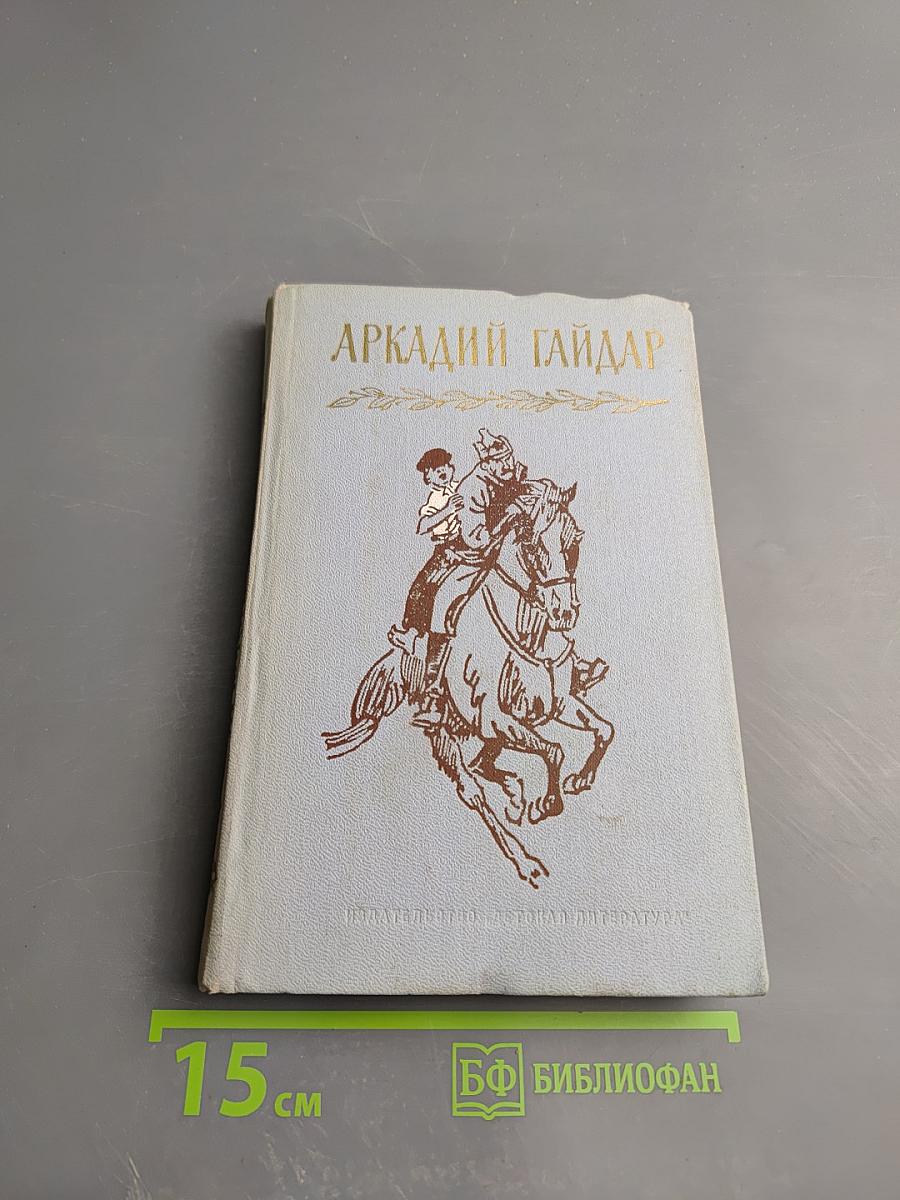 АРКАДИЙ ГАЙДАР
ИЗДАТЕЛЬСТВО „ДЕТСКАЯ ЛИТЕРАТУРА"
15 см
БФ БИБЛИОФАН